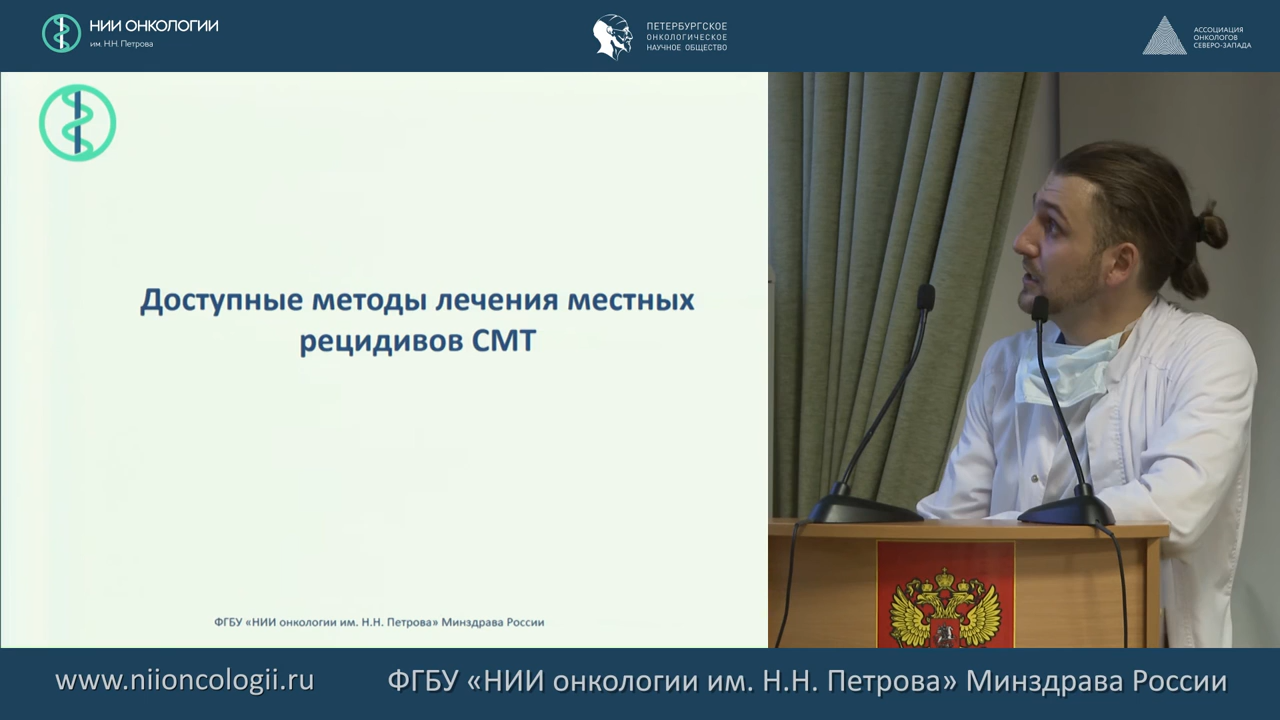 НИИ ОНКОЛОГИИ
им. Н.Н. Петрова
ПЕТЕРБУРГСКОЕ
ОНКОЛОГИЧЕСКОЕ
НАУЧНОЕ ОБЩЕСТВО
АССОЦИАЦИЯ
ОНКОЛОГОВ
СЕВЕРО-ЗАПАДА
Доступные методы лечения местных
рецидивов СМТ
ФГБУ «НИИ онкологии им. Н.Н. Петрова» Минздрава России
www.niioncologii.ru
ФГБУ «НИИ онкологии им. Н.Н. Петрова» Минздрава России